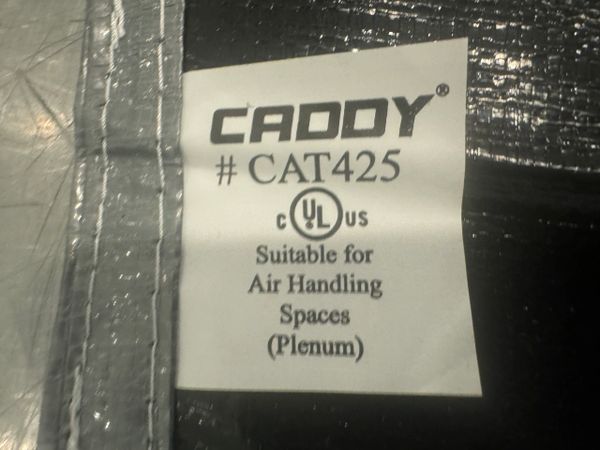 CADDY®
# CAT425
c UL US
Suitable for
Air Handling
Spaces
(Plenum)